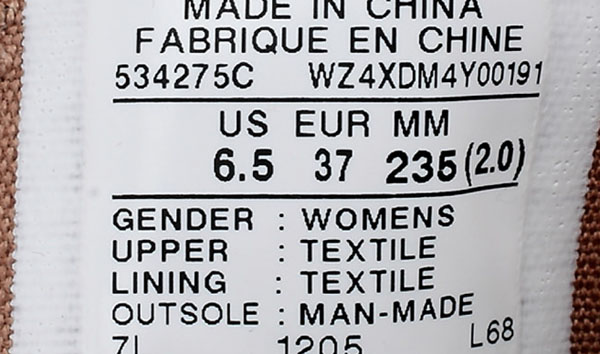 MADE IN CHINA
FABRIQUE EN CHINE
534275C WZ4XDM4Y00191
US EUR MM
6.5 37 235 (2.0)
GENDER : WOMENS
UPPER : TEXTILE
LINING : TEXTILE
OUTSOLE : MAN-MADE
1205 L68